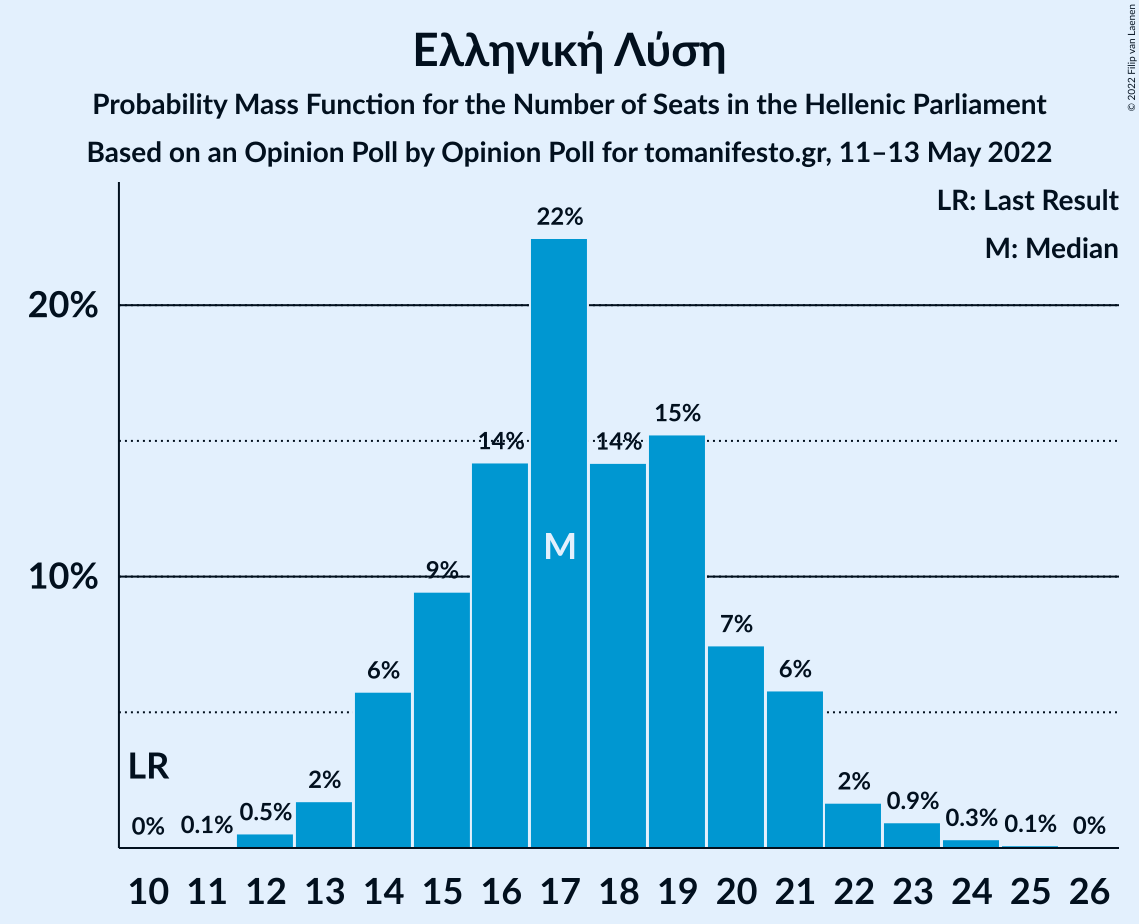 Ελληνική Λύση
Probability Mass Function for the Number of Seats in the Hellenic Parliament
Based on an Opinion Poll by Opinion Poll for tomanifesto.gr, 11–13 May 2022
© 2022 Filip van Laenen
LR: Last Result
M: Median
22%
20%
15%
14%
14%
M
10%
9%
7%
6%
6%
LR
2%
2%
0%
0.1%
0.5%
0.9%
0.3%
0.1%
0%
10 11 12 13 14 15 16 17 18 19 20 21 22 23 24 25 26